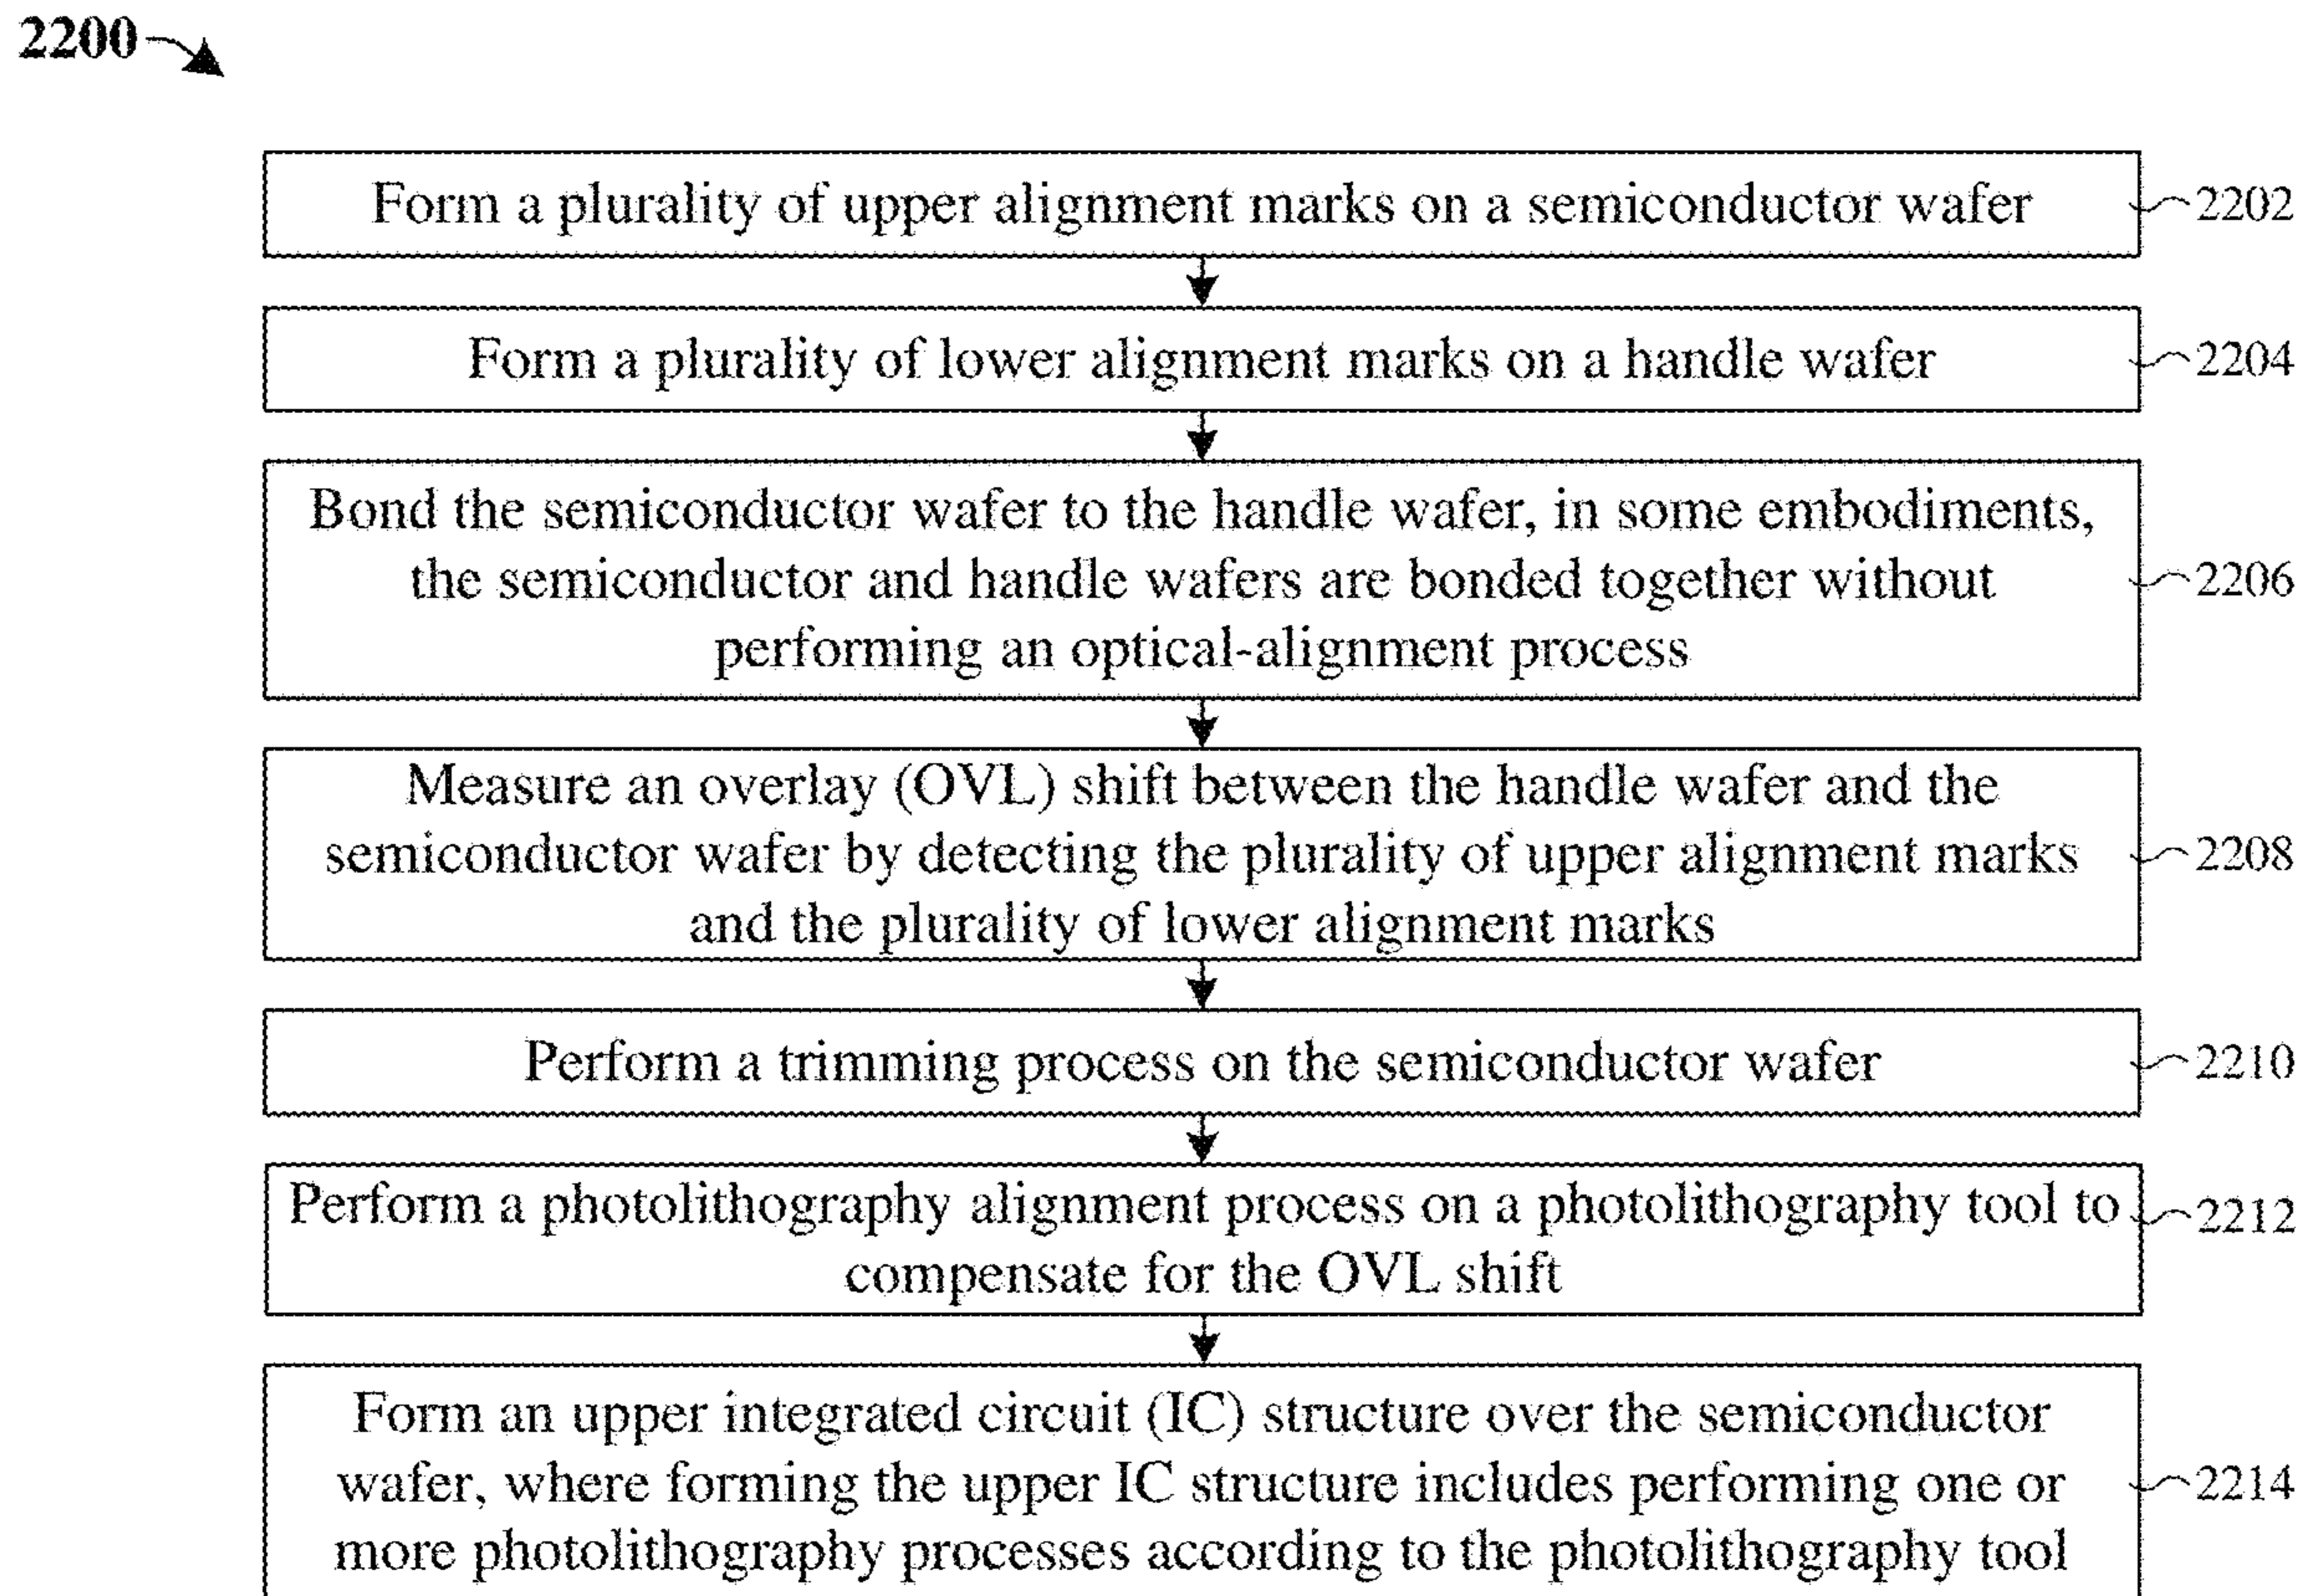 2200
Form a plurality of upper alignment marks on a semiconductor wafer
2202
Form a plurality of lower alignment marks on a handle wafer
2204
Bond the semiconductor wafer to the handle wafer, in some embodiments,
the semiconductor and handle wafers are bonded together without
performing an optical-alignment process
2206
Measure an overlay (OVL) shift between the handle wafer and the
semiconductor wafer by detecting the plurality of upper alignment marks
and the plurality of lower alignment marks
2208
Perform a trimming process on the semiconductor wafer
2210
Perform a photolithography alignment process on a photolithography tool to
compensate for the OVL shift
2212
Form an upper integrated circuit (IC) structure over the semiconductor
wafer, where forming the upper IC structure includes performing one or
more photolithography processes according to the photolithography tool
2214